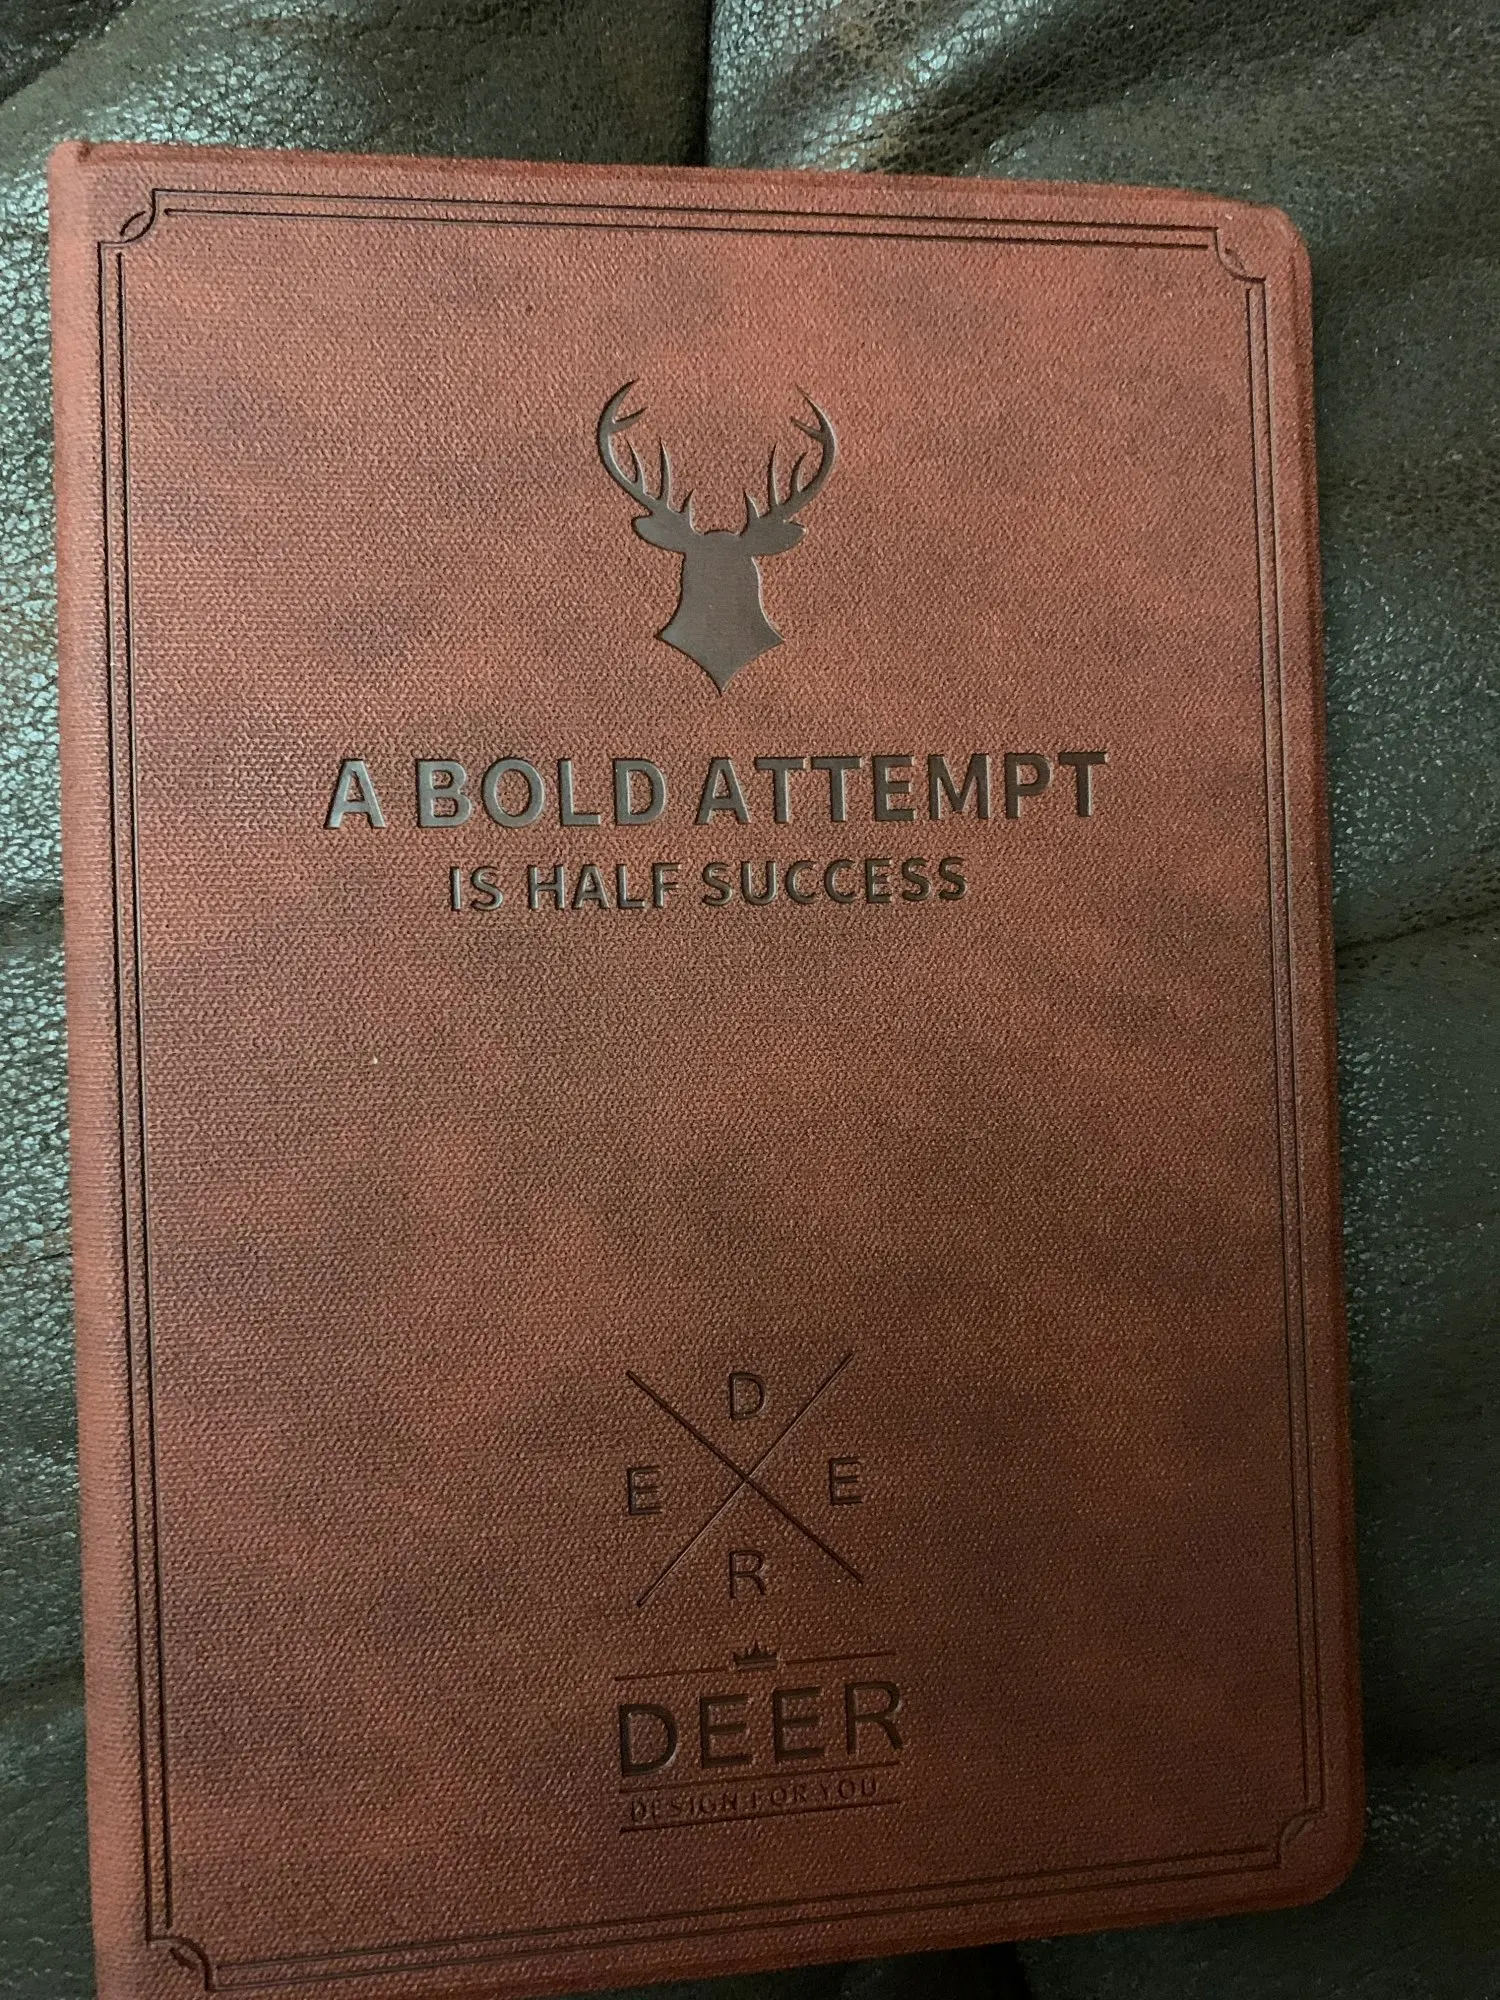 A BOLD ATTEMPT
IS HALF SUCCESS
D
E E
R
DEER
DESIGN FOR YOU